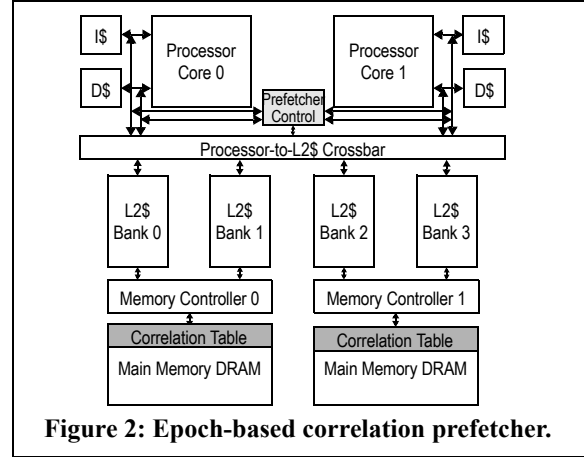 I$
Processor
Core 0
Processor
Core 1
I$
D$
Prefetcher
Control
D$
Processor-to-L2$ Crossbar
L2$
Bank 0
L2$
Bank 1
L2$
Bank 2
L2$
Bank 3
Memory Controller 0
Memory Controller 1
Correlation Table
Main Memory DRAM
Correlation Table
Main Memory DRAM
Figure 2: Epoch-based correlation prefetcher.